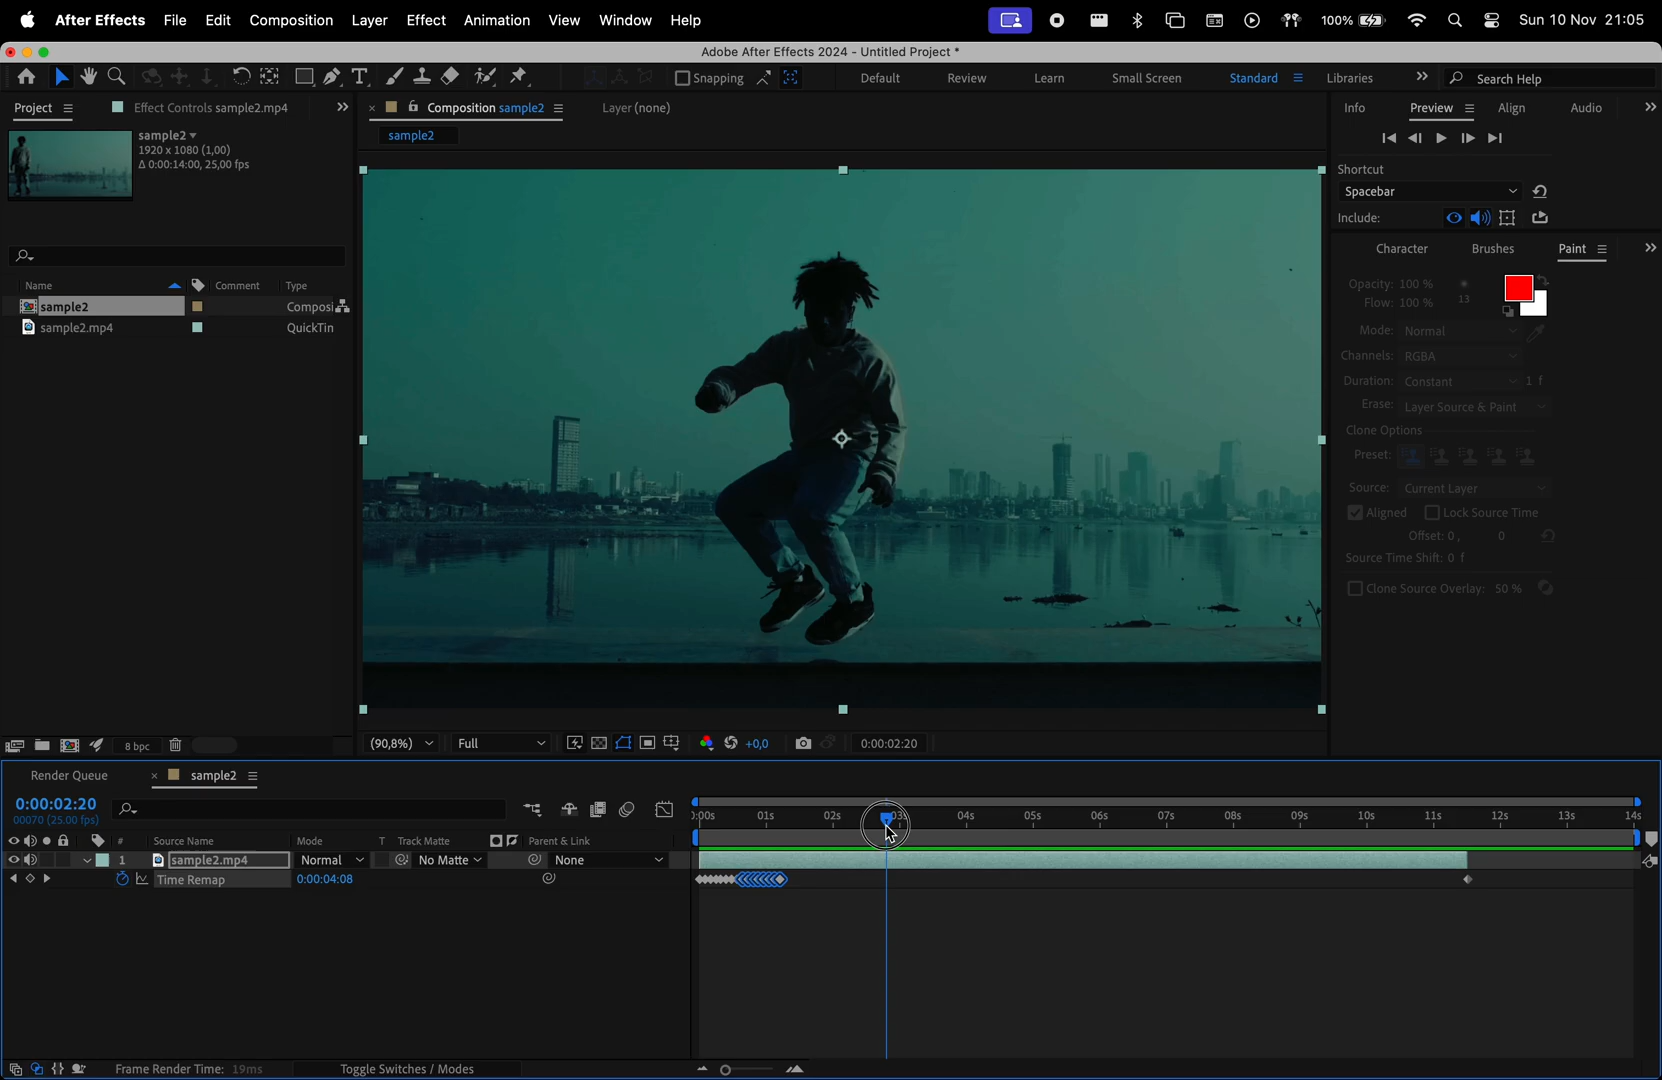 After Effects File Edit Composition Layer Effect Animation View Window Help 100% Sun 10 Nov 21:05
Adobe After Effects 2024 - Untitled Project *
Snapping Default Review Learn Small Screen Standard Libraries Search Help
Project Effect Controls sample2.mp4 Composition sample2 Layer (none) Info Preview Align Audio
sample2
1920 x 1080 (1,00)
Δ 0:00:14:00, 25,00 fps
sample2
Shortcut
Spacebar
Include:
Character Brushes Paint
Name Comment Type
sample2 Composi
sample2.mp4 QuickTin
Opacity: 100 %
Flow: 100 % 13
Mode: Normal
Channels: RGBA
Duration: Constant 1 f
Erase: Layer Source & Paint
Clone Options
Preset:
Source: Current Layer
Aligned Lock Source Time
Offset: 0 , 0
Source Time Shift: 0 f
Clone Source Overlay: 50 %
8 bpc (90,8%) Full +0,0 0:00:02:20
Render Queue sample2
0:00:02:20
00070 (25.00 fps)
0:00s 01s 02s 03s 04s 05s 06s 07s 08s 09s 10s 11s 12s 13s 14s
# Source Name Mode T Track Matte Parent & Link
1 sample2.mp4 Normal No Matte None
Time Remap 0:00:04:08
Frame Render Time: 19ms Toggle Switches / Modes